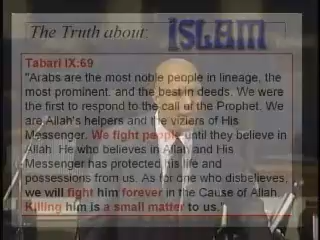 The Truth about: ISLAM
Tabari IX:69
"Arabs are the most noble people in lineage, the
most prominent. and the best in deeds. We were
the first to respond to the call of the Prophet. We
are Allah's helpers and the viziers of His
Messenger. We fight people until they believe in
Allah. He who believes in Allah and His
Messenger has protected his life and
possessions from us. As for one who disbelieves,
we will fight him forever in the Cause of Allah.
Killing him is a small matter to us."